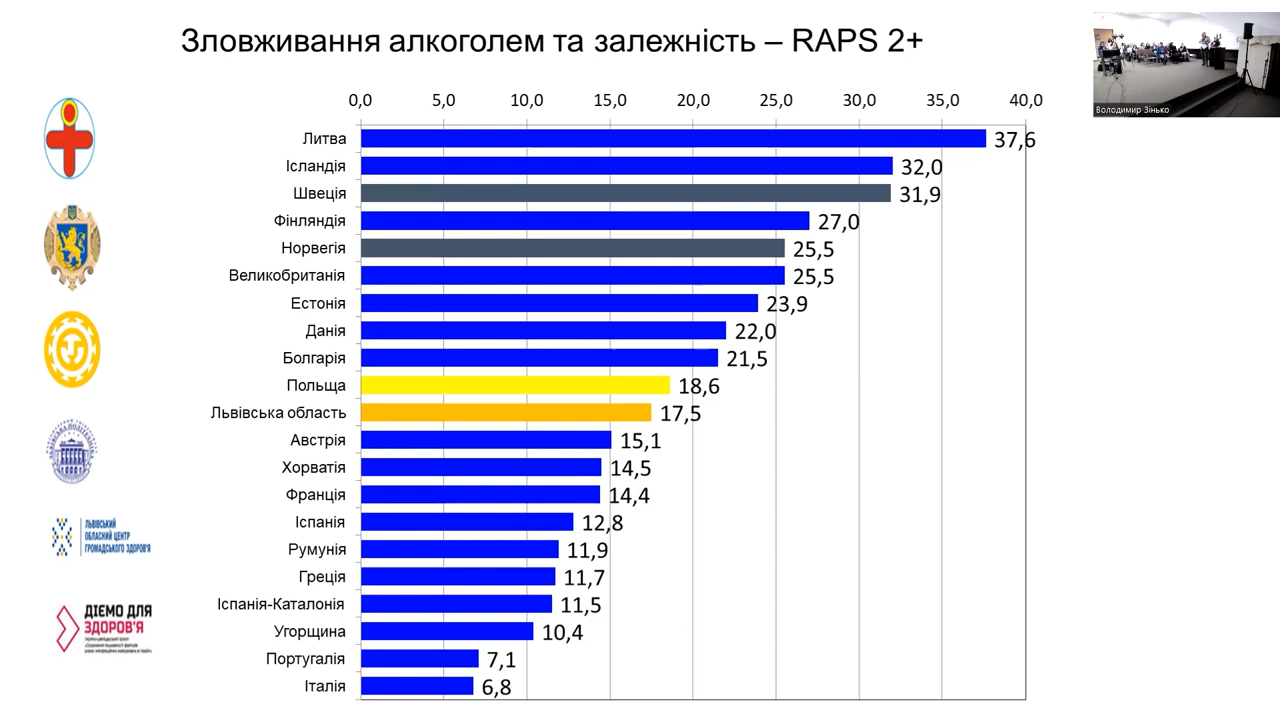 Зловживання алкоголем та залежність – RAPS 2+
Володимир Зінько
0,0 5,0 10,0 15,0 20,0 25,0 30,0 35,0 40,0
Литва 37,6
Ісландія 32,0
Швеція 31,9
Фінляндія 27,0
Норвегія 25,5
Великобританія 25,5
Естонія 23,9
Данія 22,0
Болгарія 21,5
Польща 18,6
Львівська область 17,5
Австрія 15,1
Хорватія 14,5
Франція 14,4
Іспанія 12,8
Румунія 11,9
Греція 11,7
Іспанія-Каталонія 11,5
Угорщина 10,4
Португалія 7,1
Італія 6,8
ЛЬВІВСЬКИЙ
ОБЛАСНИЙ ЦЕНТР
ГРОМАДСЬКОГО ЗДОРОВ'Я
ДІЄМО ДЛЯ
ЗДОРОВ'Я